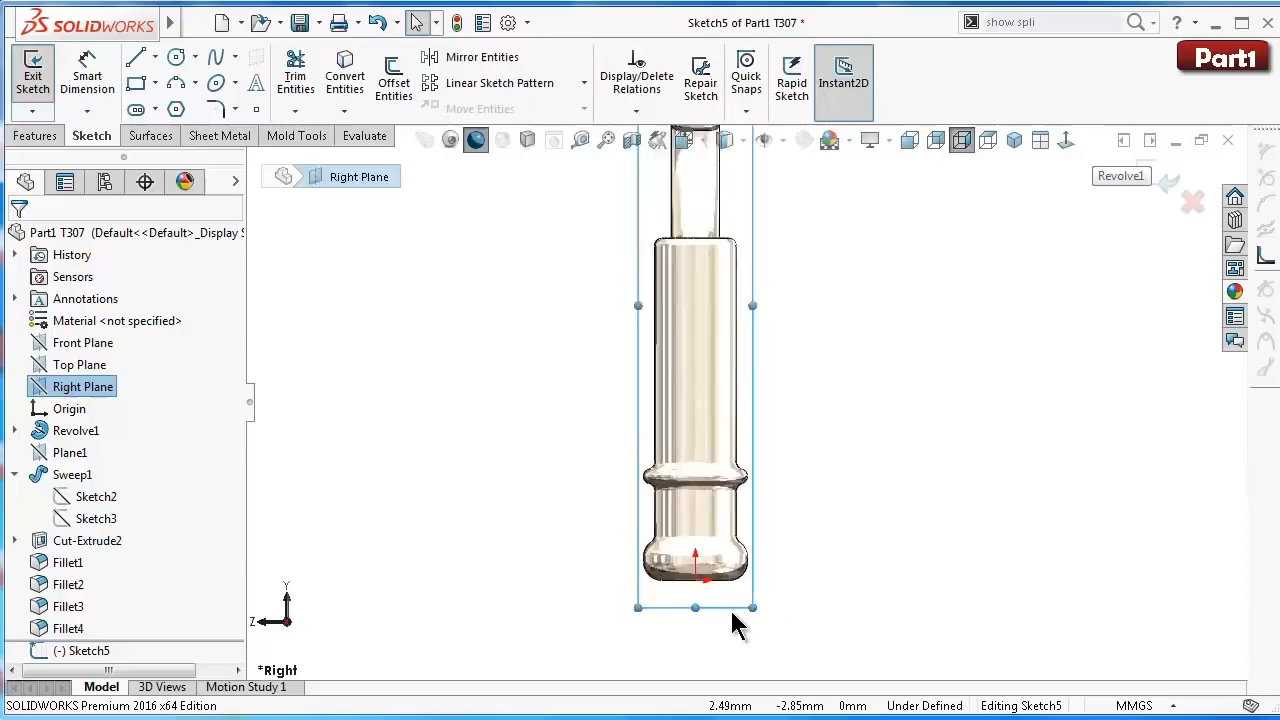 SOLIDWORKS
Sketch5 of Part1 T307 *
show spli
?
Part1
Exit Sketch
Smart Dimension
Trim Entities
Convert Entities
Offset Entities
Mirror Entities
Linear Sketch Pattern
Move Entities
Display/Delete Relations
Repair Sketch
Quick Snaps
Rapid Sketch
Instant2D
Features
Sketch
Surfaces
Sheet Metal
Mold Tools
Evaluate
Right Plane
Revolve1
Part1 T307 (Default<<Default>_Display S
History
Sensors
Annotations
Material <not specified>
Front Plane
Top Plane
Right Plane
Origin
Revolve1
Plane1
Sweep1
Sketch2
Sketch3
Cut-Extrude2
Fillet1
Fillet2
Fillet3
Fillet4
(-) Sketch5
Y
Z
*Right
Model
3D Views
Motion Study 1
SOLIDWORKS Premium 2016 x64 Edition
2.49mm
-2.85mm
0mm
Under Defined
Editing Sketch5
MMGS